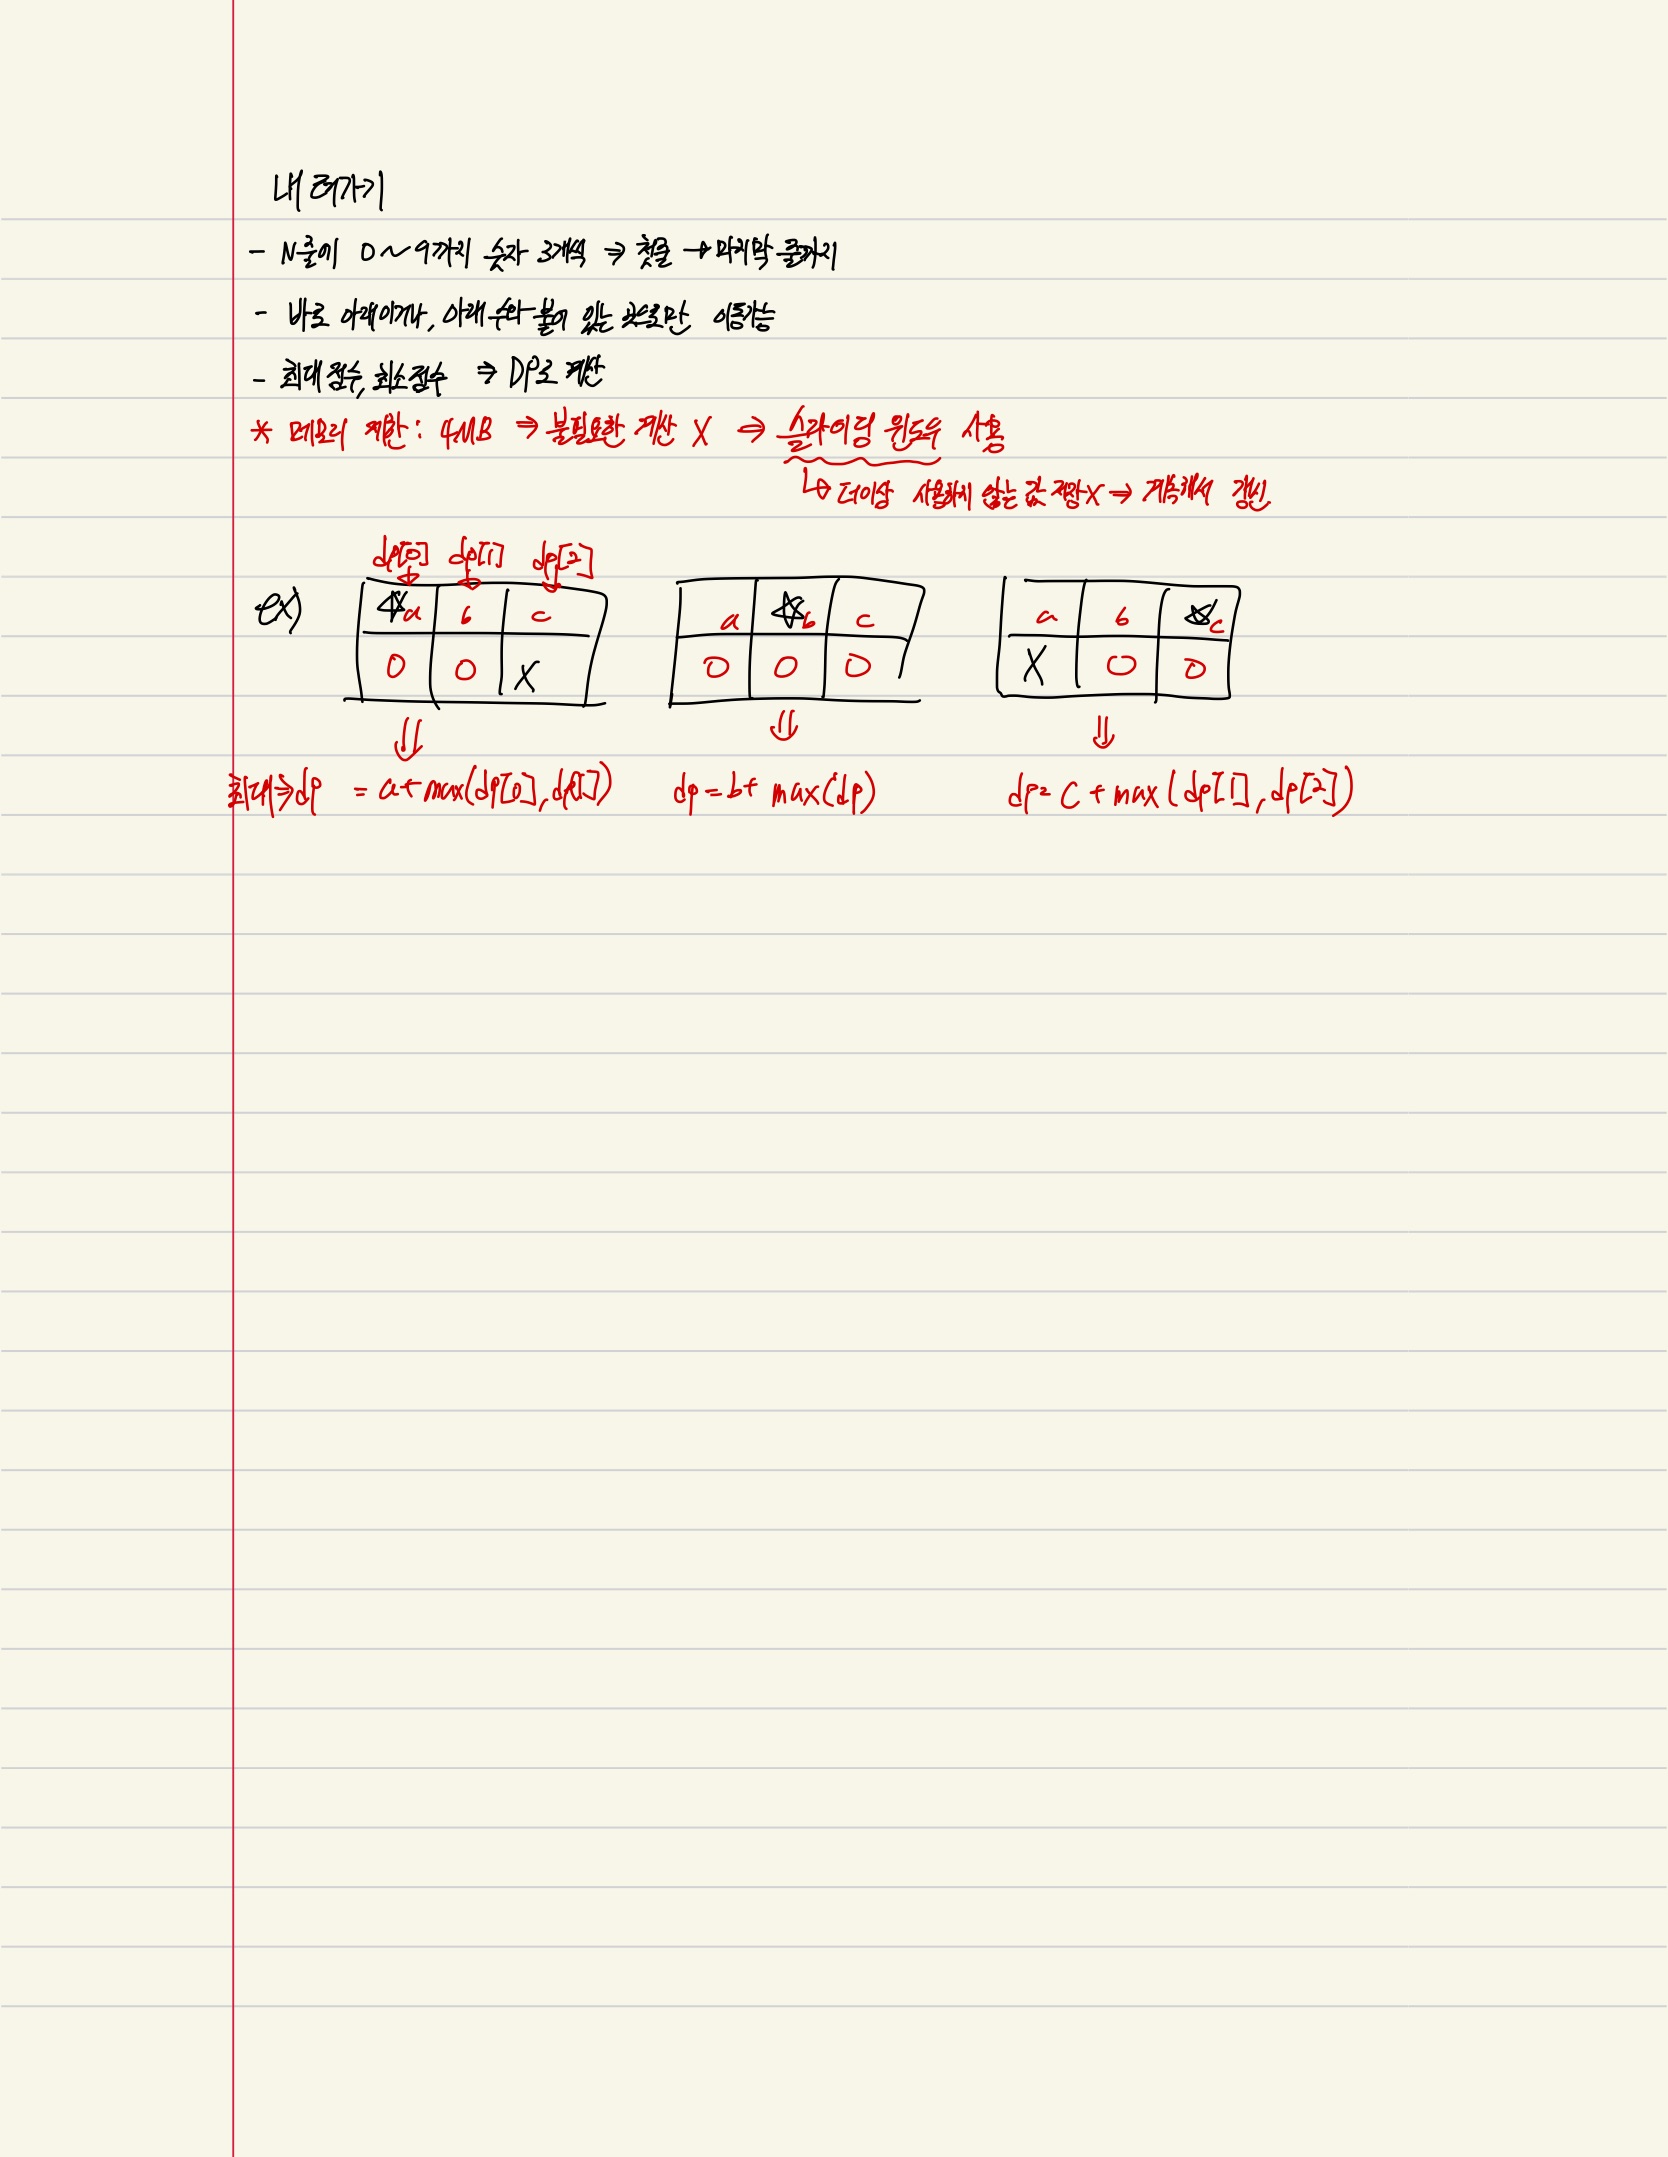 내려가기
- N줄이 0~9까지 숫자 3개씩 ⇒ 첫줄 → 마지막 줄까지
- 바로 아래이거나, 아래 수와 붙어 있는 곳으로만 이동가능
- 최대 점수, 최소 점수 ⇒ DP로 계산
* 메모리 제한: 4MB ⇒ 불필요한 계산 X ⇒ 슬라이딩 윈도우 사용
↳ 더이상 사용하지 않는 값 저장X ⇒ 계속해서 갱신
dp[0] dp[1] dp[2]
ex) ☆a b c ☆b a c a b ☆c
O O X O O O X O O
최대⇒dp = a+max(dp[0],dp[1]) dp=b+ max(dp) dp= c+max(dp[1],dp[2])